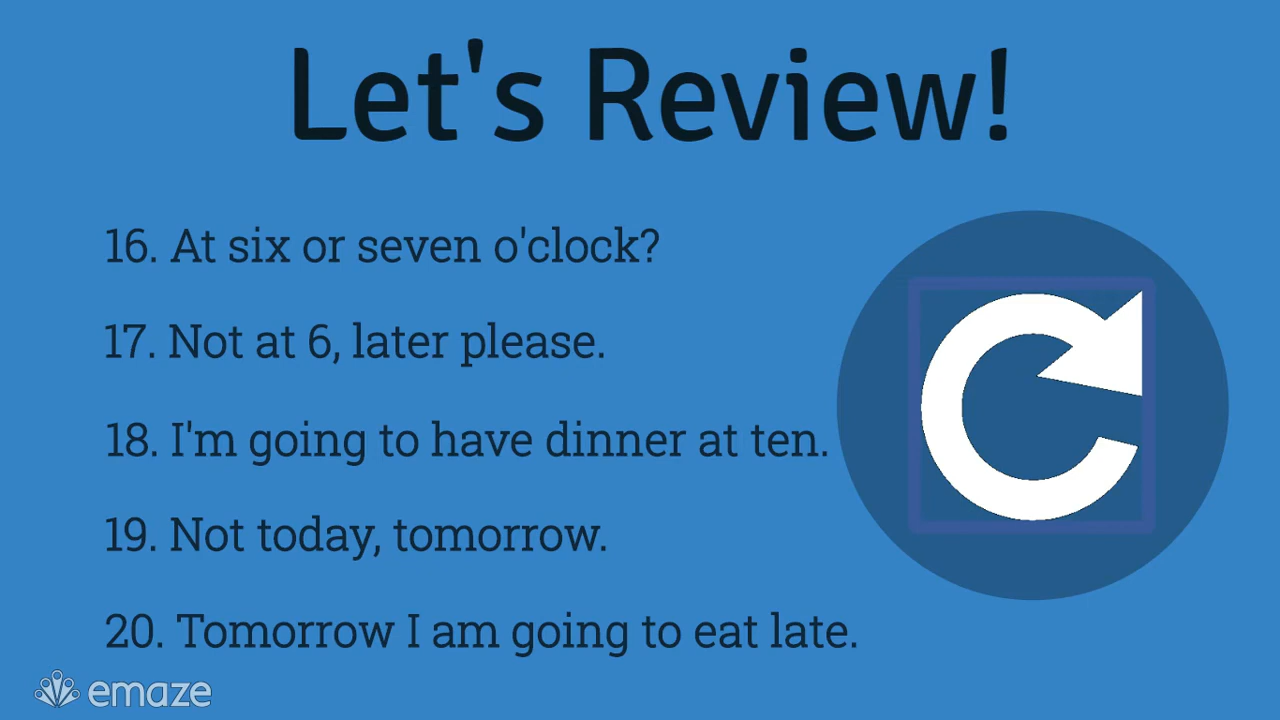 Let's Review!
16. At six or seven o'clock?
17. Not at 6, later please.
18. I'm going to have dinner at ten.
19. Not today, tomorrow.
20. Tomorrow I am going to eat late.
emaze